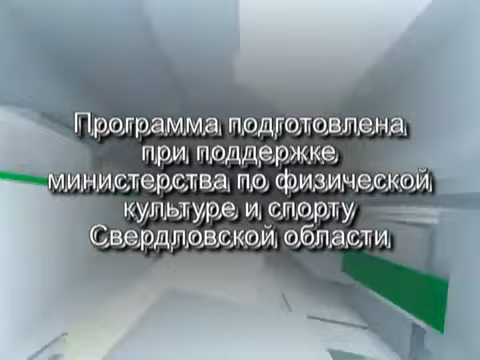 Программа подготовлена
при поддержке
министерства по физической
культуре и спорту
Свердловской области